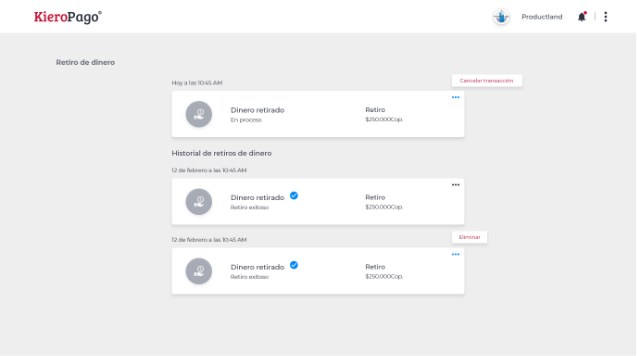 KieroPago°
Productland
Retiro de dinero
Hoy a las 10:45 AM
Cancelar transacción
Dinero retirado
En proceso
Retiro
$250.000Cop.
Historial de retiros de dinero
12 de febrero a las 10:45 AM
Dinero retirado
Retiro exitoso
Retiro
$250.000Cop.
12 de febrero a las 10:45 AM
Eliminar
Dinero retirado
Retiro exitoso
Retiro
$250.000Cop.